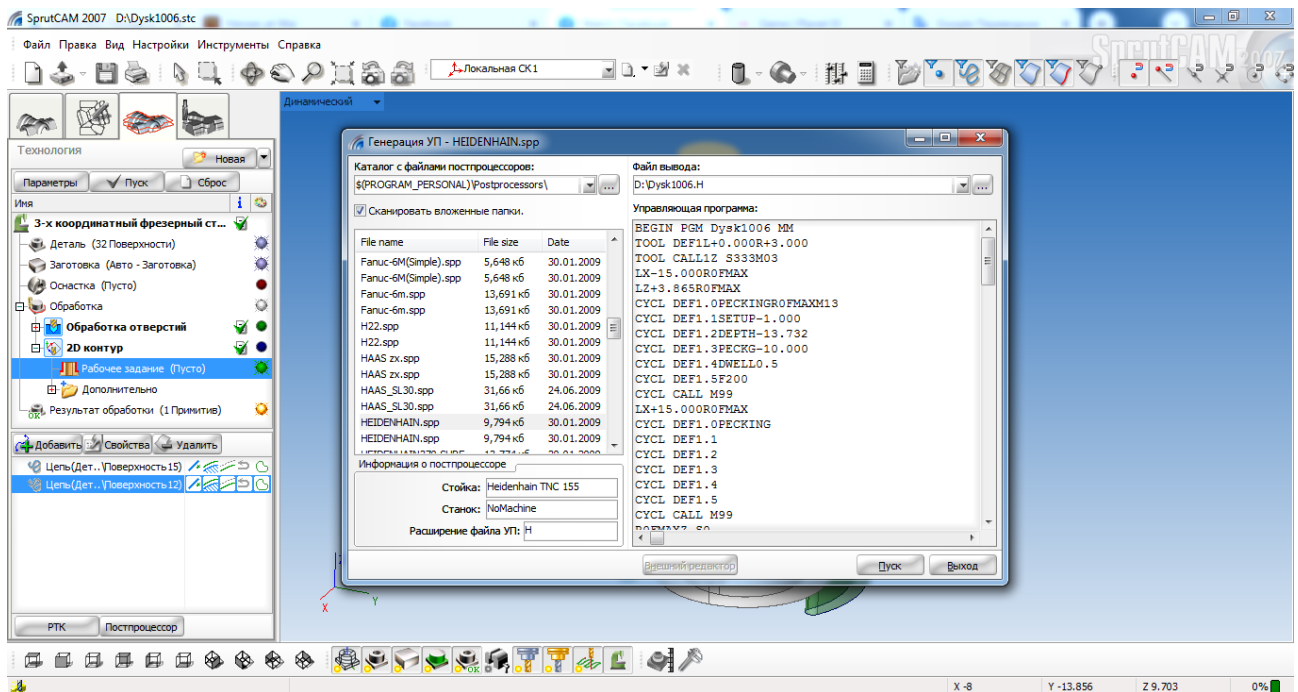 SprutCAM 2007 D:\Dysk1006.stc
Файл Правка Вид Настройки Инструменты Справка
SprutCAM 2007
Локальная СК1
Динамический
Технология
Новая
Параметры Пуск Сброс
Имя
3-х координатный фрезерный ст...
Деталь (32 Поверхности)
Заготовка (Авто - Заготовка)
Оснастка (Пусто)
Обработка
Обработка отверстий
2D контур
Рабочее задание (Пусто)
Дополнительно
Результат обработки (1 Примитив)
Добавить Свойства Удалить
Цепь(Дет..\Поверхность15)
Цепь(Дет..\Поверхность12)
РТК Постпроцессор
Генерация УП - HEIDENHAIN.spp
Каталог с файлами постпроцессоров:
$(PROGRAM_PERSONAL)\Postprocessors\
...
Сканировать вложенные папки.
File name File size Date
Fanuc-6M(Simple).spp 5,648 кб 30.01.2009
Fanuc-6M(Simple).spp 5,648 кб 30.01.2009
Fanuc-6m.spp 13,691 кб 30.01.2009
Fanuc-6m.spp 13,691 кб 30.01.2009
H22.spp 11,144 кб 30.01.2009
H22.spp 11,144 кб 30.01.2009
HAAS zx.spp 15,288 кб 30.01.2009
HAAS zx.spp 15,288 кб 30.01.2009
HAAS_SL30.spp 31,66 кб 24.06.2009
HAAS_SL30.spp 31,66 кб 24.06.2009
HEIDENHAIN.spp 9,794 кб 30.01.2009
HEIDENHAIN.spp 9,794 кб 30.01.2009
Информация о постпроцессоре
Стойка: Heidenhain TNC 155
Станок: NoMachine
Расширение файла УП: H
Файл вывода:
D:\Dysk1006.H
...
Управляющая программа:
BEGIN PGM Dysk1006 MM
TOOL DEF1L+0.000R+3.000
TOOL CALL1Z S333M03
LX-15.000R0FMAX
LZ+3.865R0FMAX
CYCL DEF1.0PECKINGR0FMAXM13
CYCL DEF1.1SETUP-1.000
CYCL DEF1.2DEPTH-13.732
CYCL DEF1.3PECKG-10.000
CYCL DEF1.4DWELL0.5
CYCL DEF1.5F200
CYCL CALL M99
LX+15.000R0FMAX
CYCL DEF1.0PECKING
CYCL DEF1.1
CYCL DEF1.2
CYCL DEF1.3
CYCL DEF1.4
CYCL DEF1.5
CYCL CALL M99
R0FMAXZ S0
Внешний редактор
Пуск Выход
Z
X
Y
X -8 Y -13.856 Z 9.703 0%